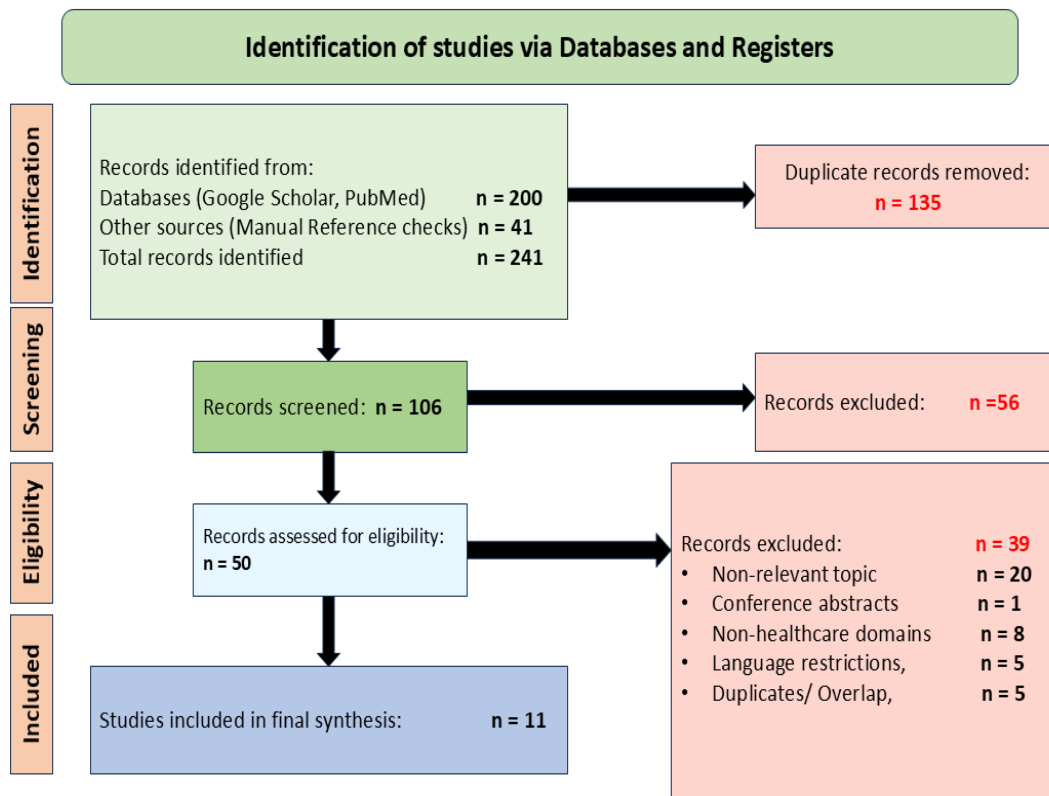 Identification of studies via Databases and Registers
Identification
Records identified from:
Databases (Google Scholar, PubMed) n = 200
Other sources (Manual Reference checks) n = 41
Total records identified n = 241
Duplicate records removed:
n = 135
Screening
Records screened: n = 106
Records excluded: n =56
Eligibility
Records assessed for eligibility:
n = 50
Records excluded: n = 39
• Non-relevant topic n = 20
• Conference abstracts n = 1
• Non-healthcare domains n = 8
• Language restrictions, n = 5
• Duplicates/ Overlap, n = 5
Included
Studies included in final synthesis: n = 11